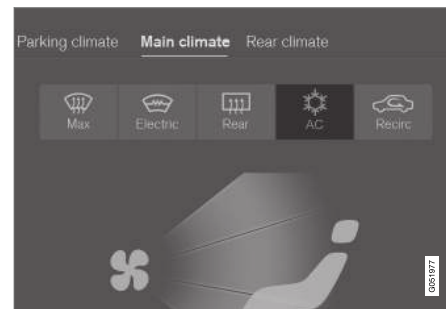 Parking climate Main climate Rear climate
Max Electric Rear AC Recirc
G051977